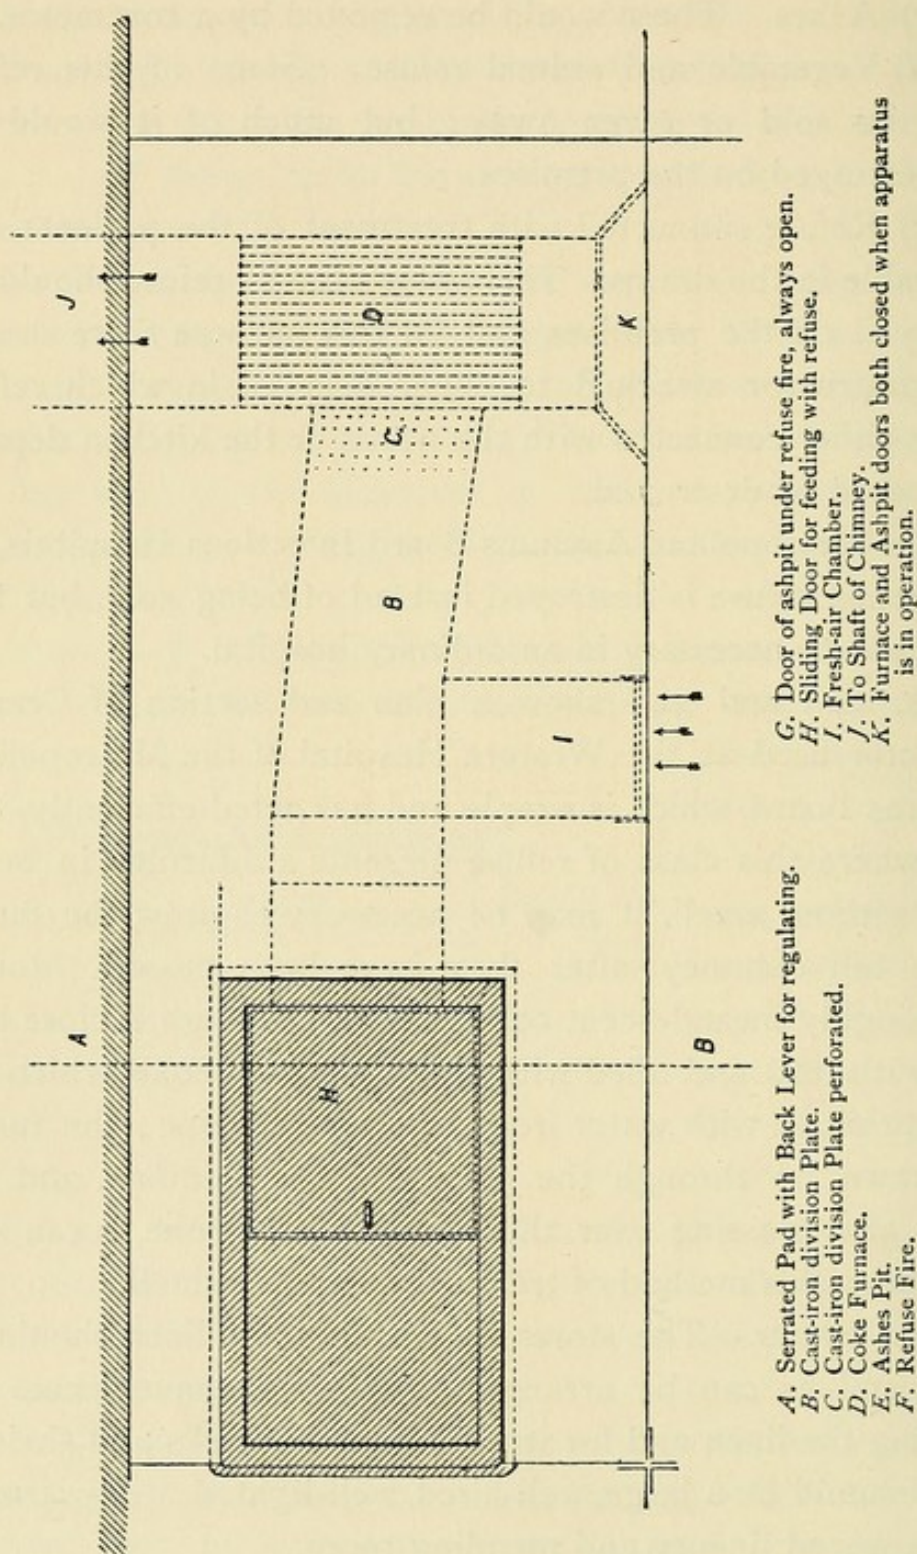 A
J
H
B
C
D
I
K
B
A. Serrated Pad with Back Lever for regulating.
B. Cast-iron division Plate.
C. Cast-iron division Plate perforated.
D. Coke Furnace.
E. Ashes Pit.
F. Refuse Fire.
G. Door of ashpit under refuse fire, always open.
H. Sliding Door for feeding with refuse.
I. Fresh-air Chamber.
J. To Shaft of Chimney.
K. Furnace and Ashpit doors both closed when apparatus
is in operation.